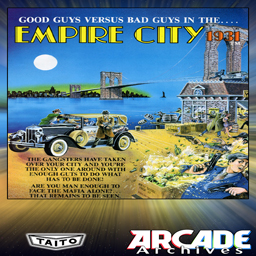 GOOD GUYS VERSUS BAD GUYS IN THE....
EMPIRE CITY 1931
THE GANGSTERS HAVE TAKEN
OVER YOUR CITY AND YOU'RE
THE ONLY ONE AROUND WITH
ENOUGH GUTS TO DO WHAT
HAS TO BE DONE!
ARE YOU MAN ENOUGH TO
FACE THE MAFIA ALONE?
THAT REMAINS TO BE SEEN.
TAITO
ARCADE
Archives